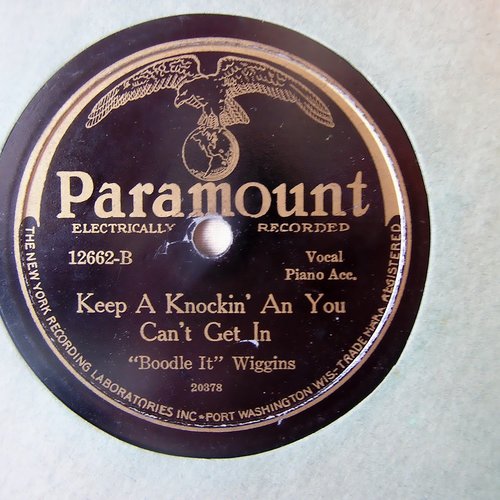 Paramount
ELECTRICALLY RECORDED
12662-B
Vocal
Piano Acc.
Keep A Knockin' An You
Can't Get In
"Boodle It" Wiggins
20378
THE NEW YORK RECORDING LABORATORIES INC-PORT WASHINGTON WIS-TRADE MARK REGISTERED